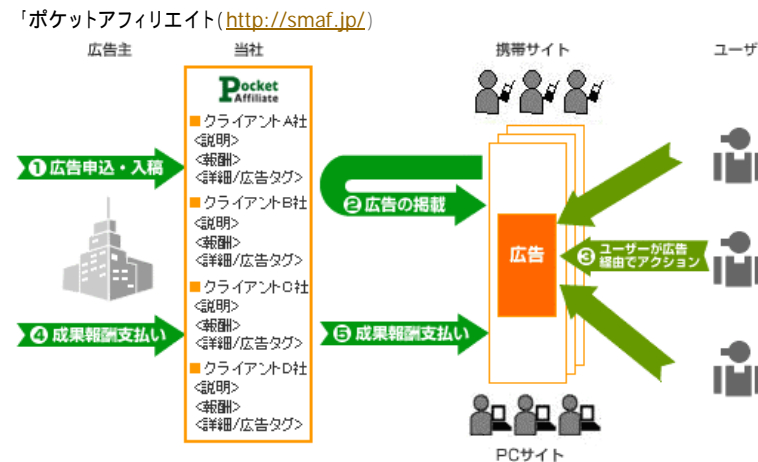 「ポケットアフィリエイト(http://smaf.jp/)
広告主
当社
携帯サイト
ユーザ
Pocket
Affiliate
■クライアントA社
<説明>
<報酬>
<詳細/広告タグ>
■クライアントB社
<説明>
<報酬>
<詳細/広告タグ>
■クライアントC社
<説明>
<報酬>
<詳細/広告タグ>
■クライアントD社
<説明>
<報酬>
<詳細/広告タグ>
❶広告申込・入稿
❷広告の掲載
広告
❸ユーザーが広告
経由でアクション
❹成果報酬支払い
❺成果報酬支払い
PCサイト